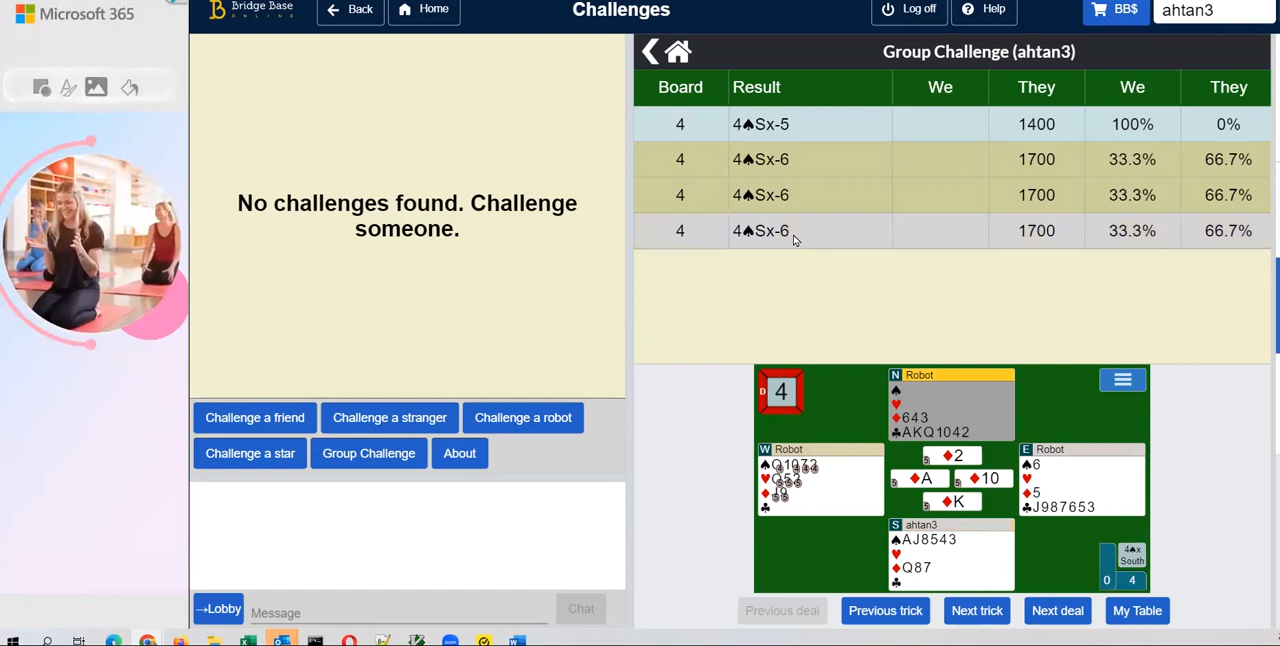 Microsoft 365
Bridge Base
ONLINE
Back
Home
Challenges
Log off
Help
BB$
ahtan3
Group Challenge (ahtan3)
Board Result We They We They
4 4♠Sx-5 1400 100% 0%
4 4♠Sx-6 1700 33.3% 66.7%
4 4♠Sx-6 1700 33.3% 66.7%
4 4♠Sx-6 1700 33.3% 66.7%
No challenges found. Challenge
someone.
Challenge a friend
Challenge a stranger
Challenge a robot
Challenge a star
Group Challenge
About
→Lobby
Message
Chat
D 4
N Robot
♠
♥
♦643
♣AKQ1042
W Robot
♠Q1072
♥Q52
♦J9
♣
♦2
♦A
♦10
♦K
E Robot
♠6
♥
♦5
♣J987653
S ahtan3
♠AJ8543
♥
♦Q87
♣
4♠x
South
0 4
Previous deal
Previous trick
Next trick
Next deal
My Table